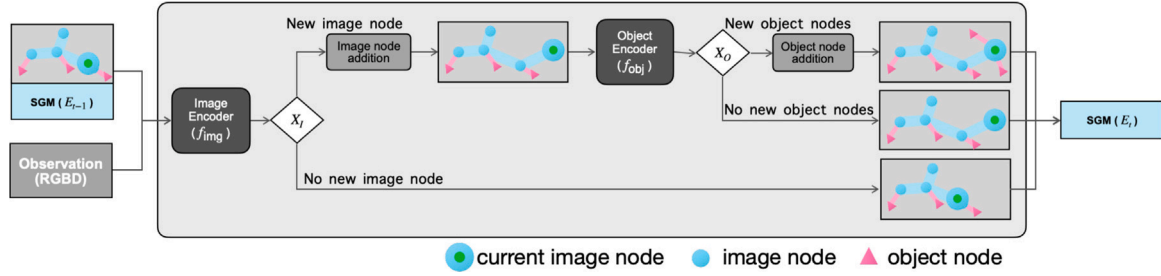 New image node
New object nodes
Image node
addition
Object
Encoder
(f_obj)
X_O
Object node
addition
SGM (E_{t-1})
Image
Encoder
(f_img)
X_I
No new object nodes
SGM (E_t)
Observation
(RGBD)
No new image node
current image node
image node
object node